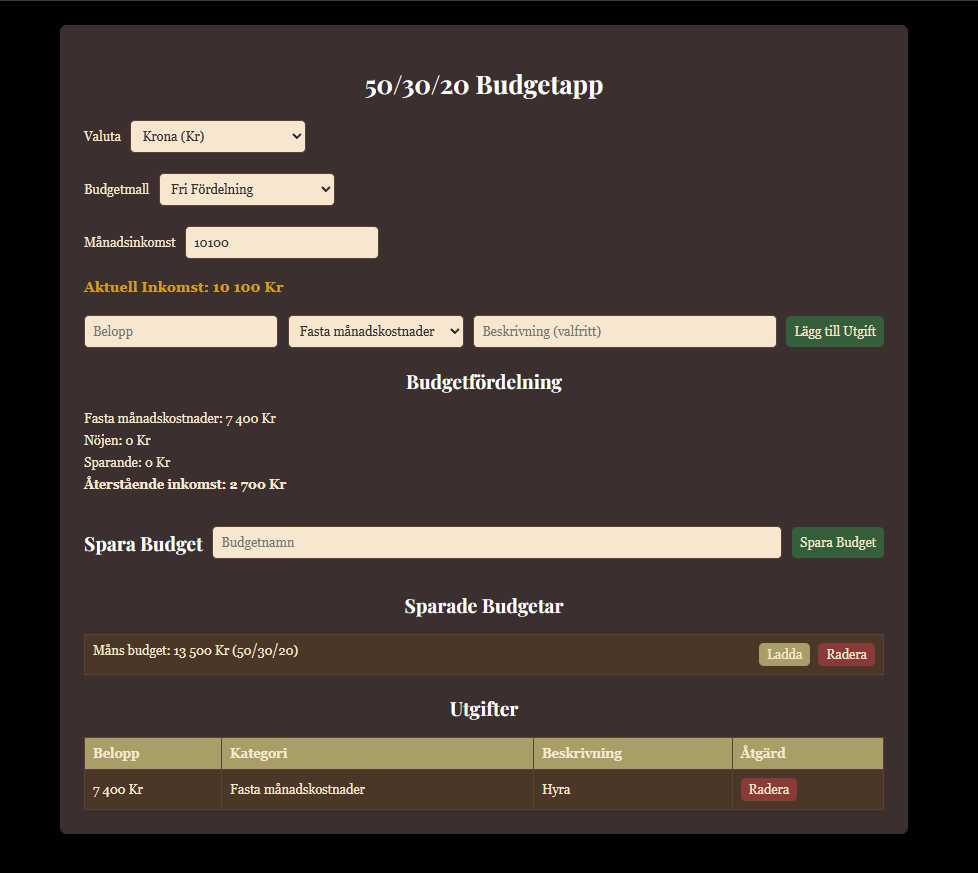 50/30/20 Budgetapp
Valuta Krona (Kr)
Budgetmall Fri Fördelning
Månadsinkomst 10100
Aktuell Inkomst: 10 100 Kr
Belopp Fasta månadskostnader Beskrivning (valfritt) Lägg till Utgift
Budgetfördelning
Fasta månadskostnader: 7 400 Kr
Nöjen: 0 Kr
Sparande: 0 Kr
Återstående inkomst: 2 700 Kr
Spara Budget Budgetnamn Spara Budget
Sparade Budgetar
Måns budget: 13 500 Kr (50/30/20) Ladda Radera
Utgifter
Belopp Kategori Beskrivning Åtgärd
7 400 Kr Fasta månadskostnader Hyra Radera